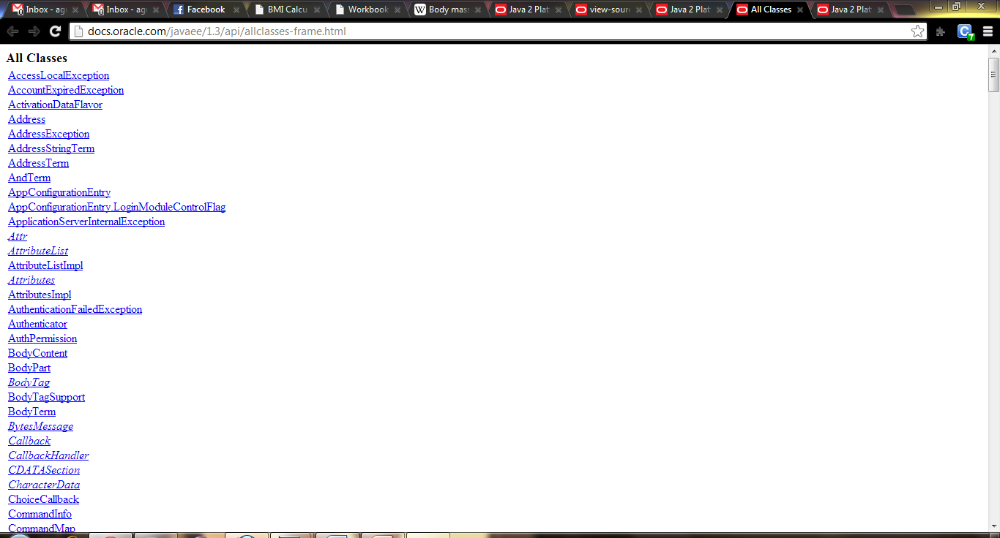 Inbox - ag
Inbox - ag
Facebook
BMI Calcu
Workbook
Body mass
Java 2 Plat
view-sourc
Java 2 Plat
All Classes
Java 2 Plat
docs.oracle.com/javaee/1.3/api/allclasses-frame.html
All Classes
AccessLocalException
AccountExpiredException
ActivationDataFlavor
Address
AddressException
AddressStringTerm
AddressTerm
AndTerm
AppConfigurationEntry
AppConfigurationEntry.LoginModuleControlFlag
ApplicationServerInternalException
Attr
AttributeList
AttributeListImpl
Attributes
AttributesImpl
AuthenticationFailedException
Authenticator
AuthPermission
BodyContent
BodyPart
BodyTag
BodyTagSupport
BodyTerm
BytesMessage
Callback
CallbackHandler
CDATASection
CharacterData
ChoiceCallback
CommandInfo
CommandMap